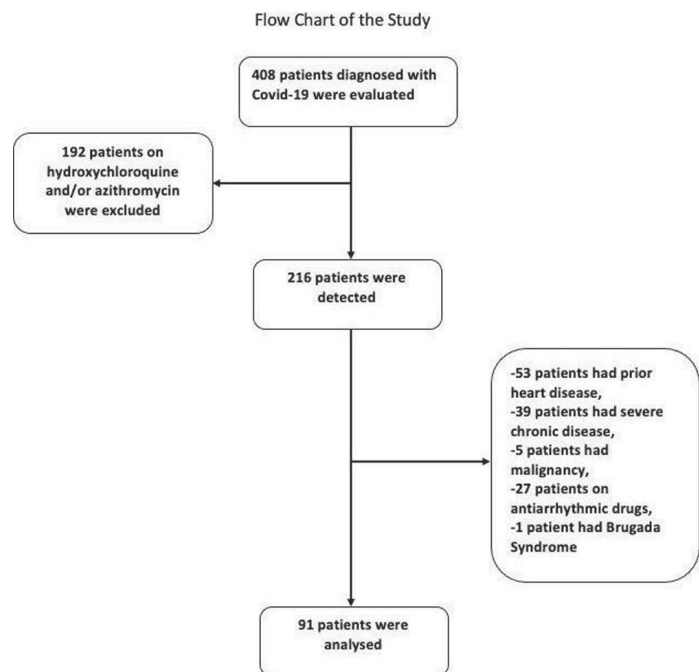 Flow Chart of the Study
408 patients diagnosed with
Covid-19 were evaluated
192 patients on
hydroxychloroquine
and/or azithromycin
were excluded
216 patients were
detected
-53 patients had prior
heart disease,
-39 patients had severe
chronic disease,
-5 patients had
malignancy,
-27 patients on
antiarrhythmic drugs,
-1 patient had Brugada
Syndrome
91 patients were
analysed